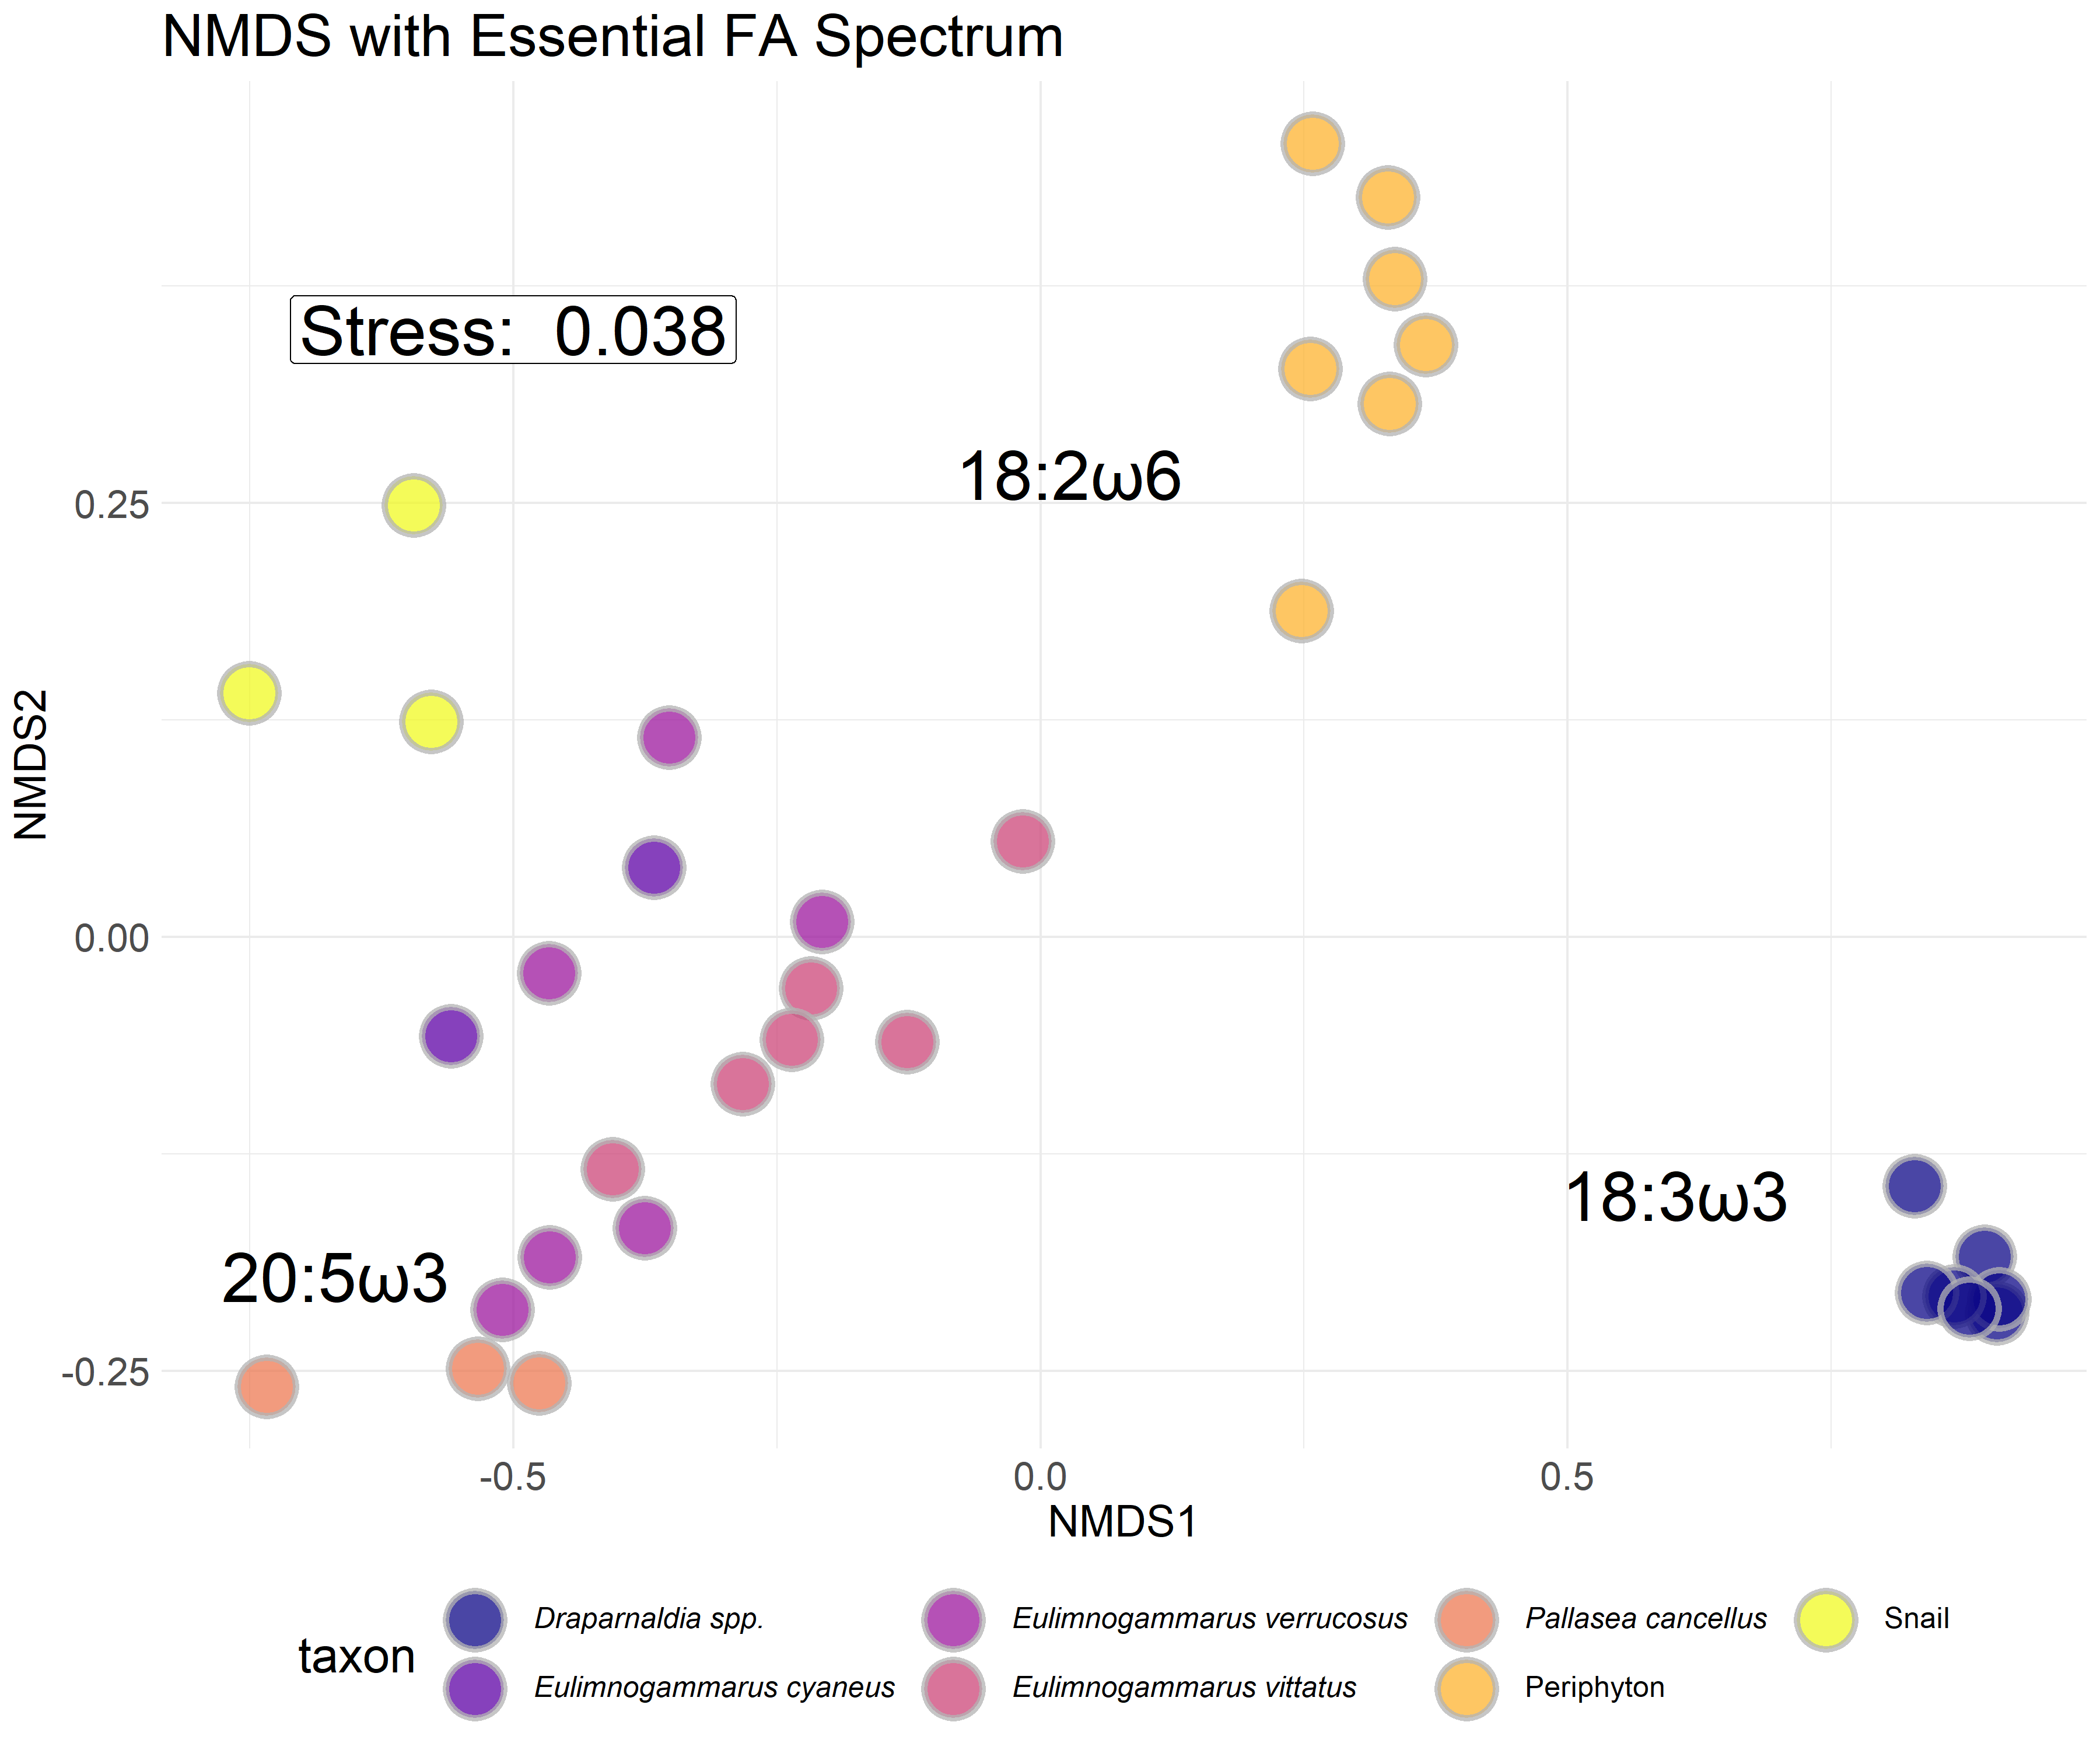 NMDS with Essential FA Spectrum
Stress:  0.038
18:2ω6
0.25
NMDS2
0.00
18:3ω3
20:5ω3
-0.25
-0.5 0.0 0.5
NMDS1
taxon
Draparnaldia spp. Eulimnogammarus verrucosus Pallasea cancellus Snail
Eulimnogammarus cyaneus Eulimnogammarus vittatus Periphyton